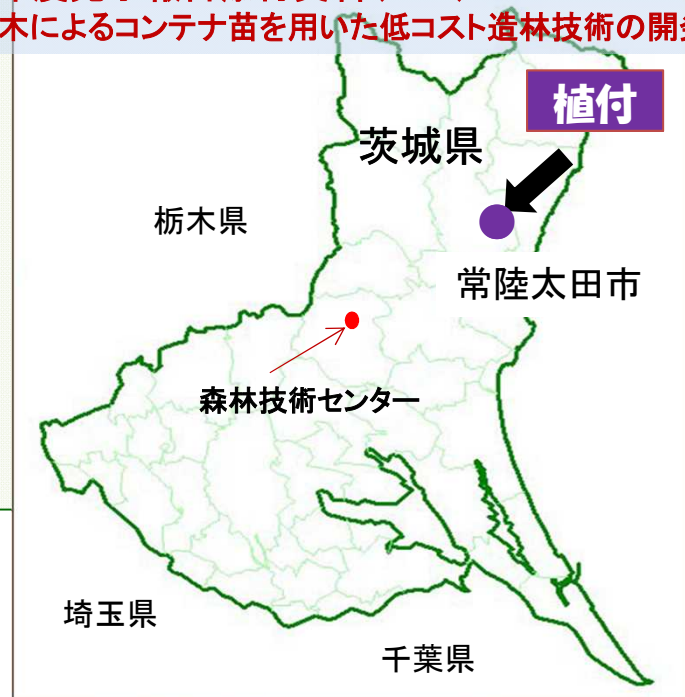 木によるコンテナ苗を用いた低コスト造林技術の開
植付
茨城県
栃木県
常陸太田市
森林技術センター
埼玉県
千葉県